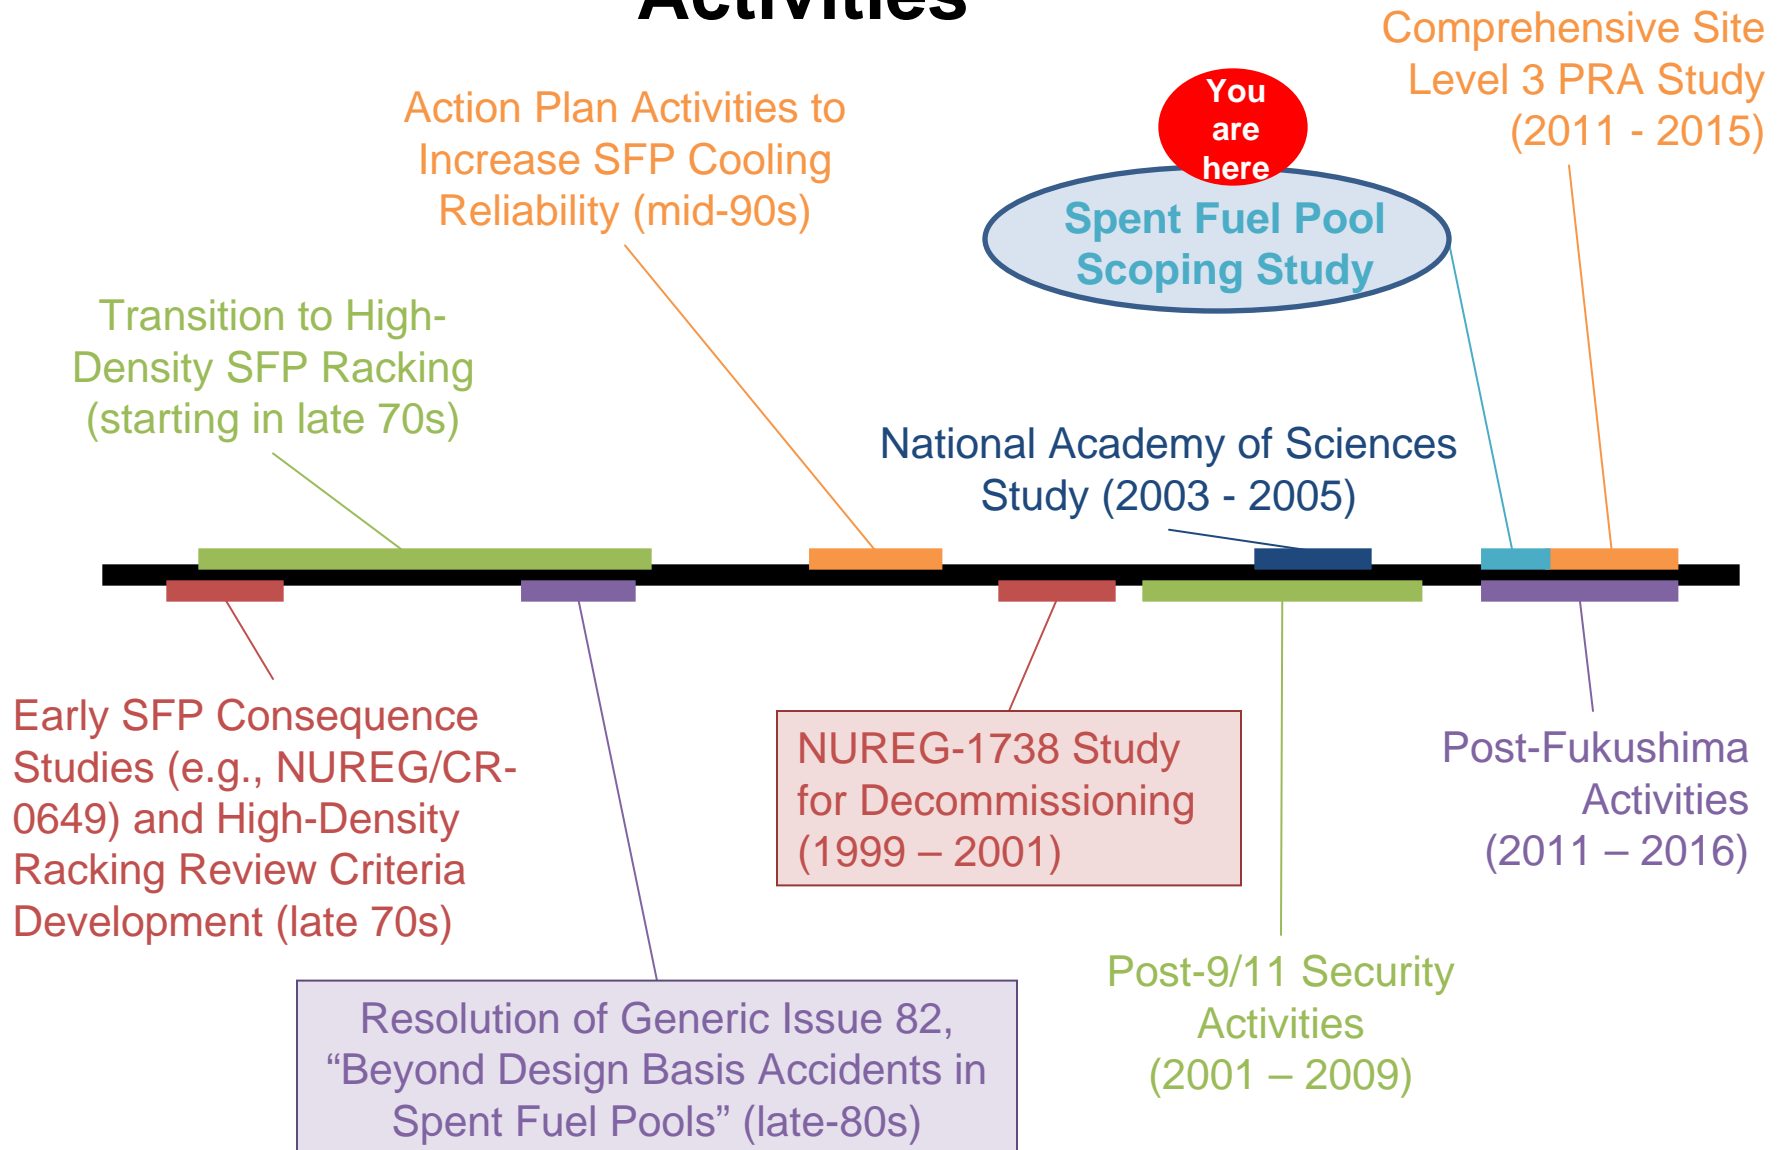 Activities
Comprehensive Site
Level 3 PRA Study
(2011 - 2015)
You
are
here
Action Plan Activities to
Increase SFP Cooling
Reliability (mid-90s)
Spent Fuel Pool
Scoping Study
Transition to High-
Density SFP Racking
(starting in late 70s)
National Academy of Sciences
Study (2003 - 2005)
Early SFP Consequence
Studies (e.g., NUREG/CR-
0649) and High-Density
Racking Review Criteria
Development (late 70s)
NUREG-1738 Study
for Decommissioning
(1999 – 2001)
Post-Fukushima
Activities
(2011 – 2016)
Post-9/11 Security
Activities
(2001 – 2009)
Resolution of Generic Issue 82,
“Beyond Design Basis Accidents in
Spent Fuel Pools” (late-80s)